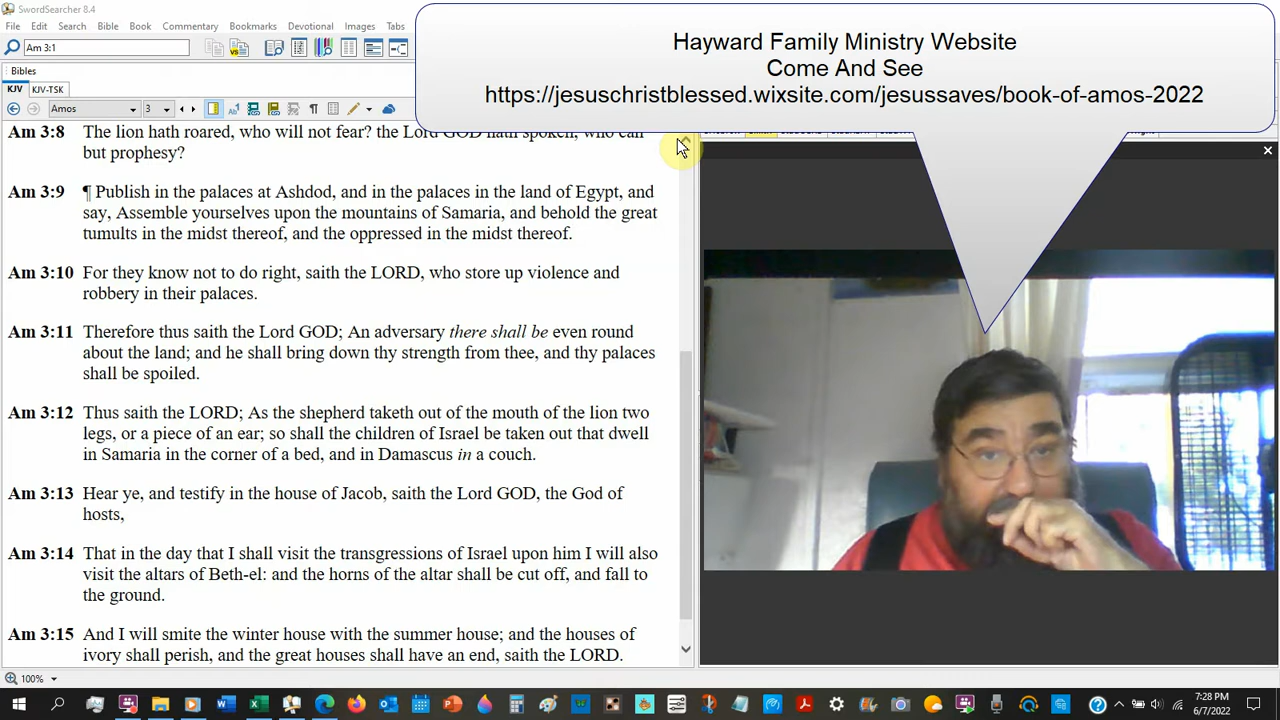 SwordSearcher 8.4
File Edit Search Bible Book Commentary Bookmarks Devotional Images Tabs
Am 3:1
Bibles
KJV KJV-TSK
Amos 3
Hayward Family Ministry Website
Come And See
https://jesuschristblessed.wixsite.com/jesussaves/book-of-amos-2022
Am 3:8 The lion hath roared, who will not fear? the Lord GOD hath spoken, who can
but prophesy?
Am 3:9 ¶ Publish in the palaces at Ashdod, and in the palaces in the land of Egypt, and
say, Assemble yourselves upon the mountains of Samaria, and behold the great
tumults in the midst thereof, and the oppressed in the midst thereof.
Am 3:10 For they know not to do right, saith the LORD, who store up violence and
robbery in their palaces.
Am 3:11 Therefore thus saith the Lord GOD; An adversary there shall be even round
about the land; and he shall bring down thy strength from thee, and thy palaces
shall be spoiled.
Am 3:12 Thus saith the LORD; As the shepherd taketh out of the mouth of the lion two
legs, or a piece of an ear; so shall the children of Israel be taken out that dwell
in Samaria in the corner of a bed, and in Damascus in a couch.
Am 3:13 Hear ye, and testify in the house of Jacob, saith the Lord GOD, the God of
hosts,
Am 3:14 That in the day that I shall visit the transgressions of Israel upon him I will also
visit the altars of Beth-el: and the horns of the altar shall be cut off, and fall to
the ground.
Am 3:15 And I will smite the winter house with the summer house; and the houses of
ivory shall perish, and the great houses shall have an end, saith the LORD.
100%
7:28 PM
6/7/2022